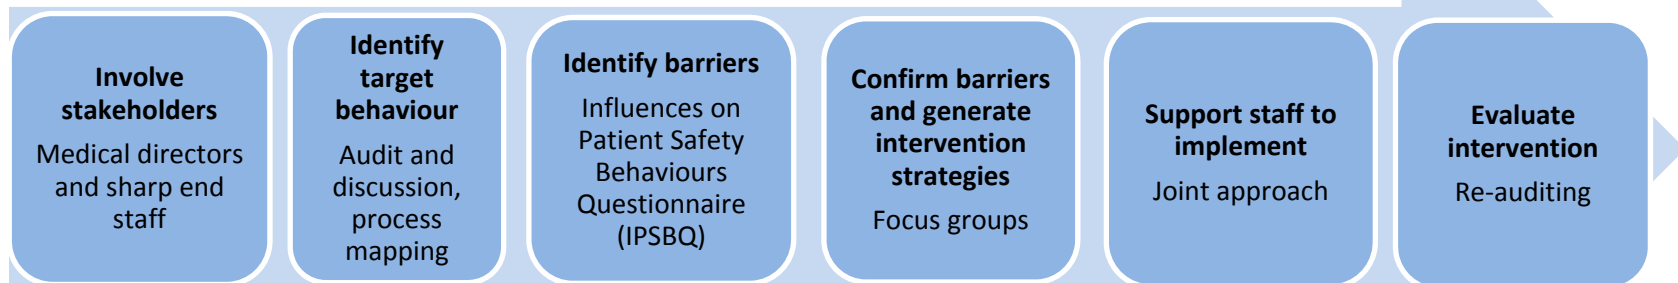 Involve
stakeholders
Medical directors
and sharp end
staff
Identify
target
behaviour
Audit and
discussion,
process
mapping
Identify barriers
Influences on
Patient Safety
Behaviours
Questionnaire
(IPSBQ)
Confirm barriers
and generate
intervention
strategies
Focus groups
Support staff to
implement
Joint approach
Evaluate
intervention
Re-auditing